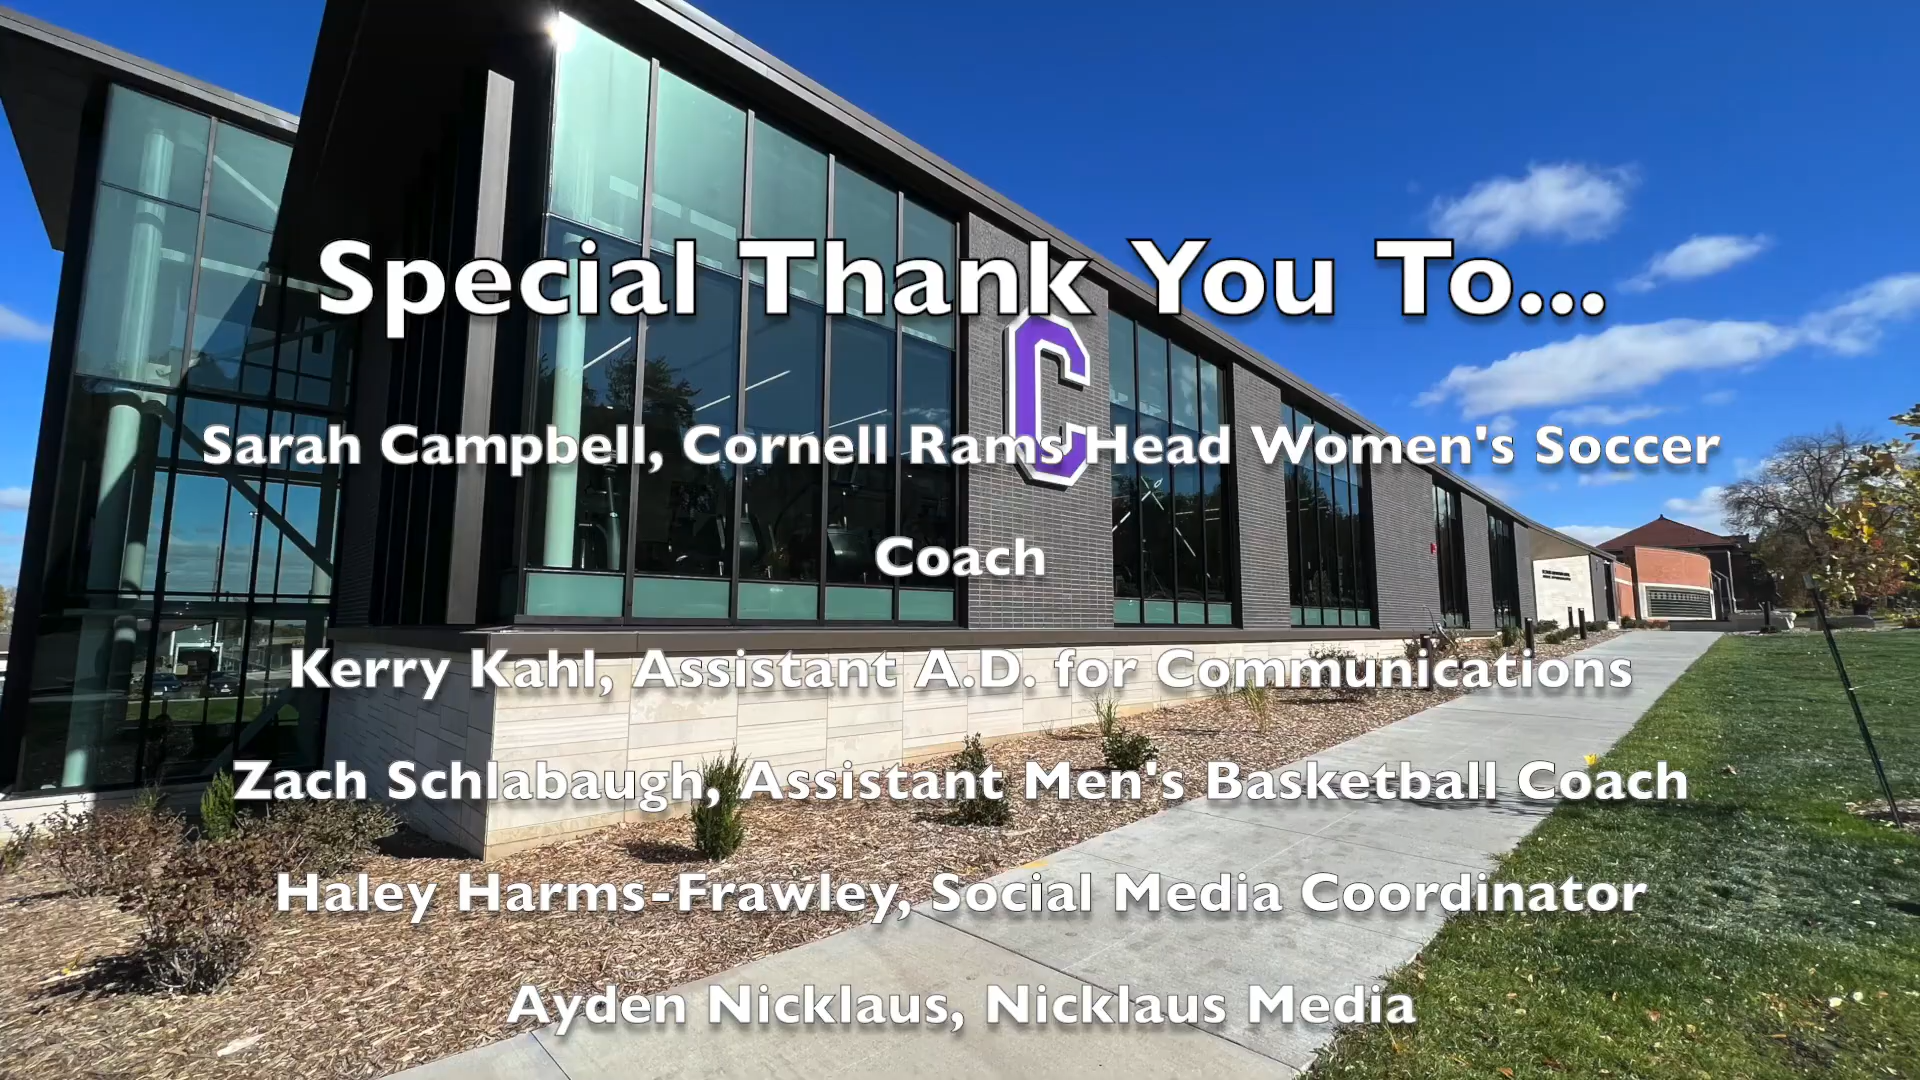 Special Thank You To...
C
Sarah Campbell, Cornell Rams Head Women's Soccer
Coach
Kerry Kahl, Assistant A.D. for Communications
Zach Schlabaugh, Assistant Men's Basketball Coach
Haley Harms-Frawley, Social Media Coordinator
Ayden Nicklaus, Nicklaus Media